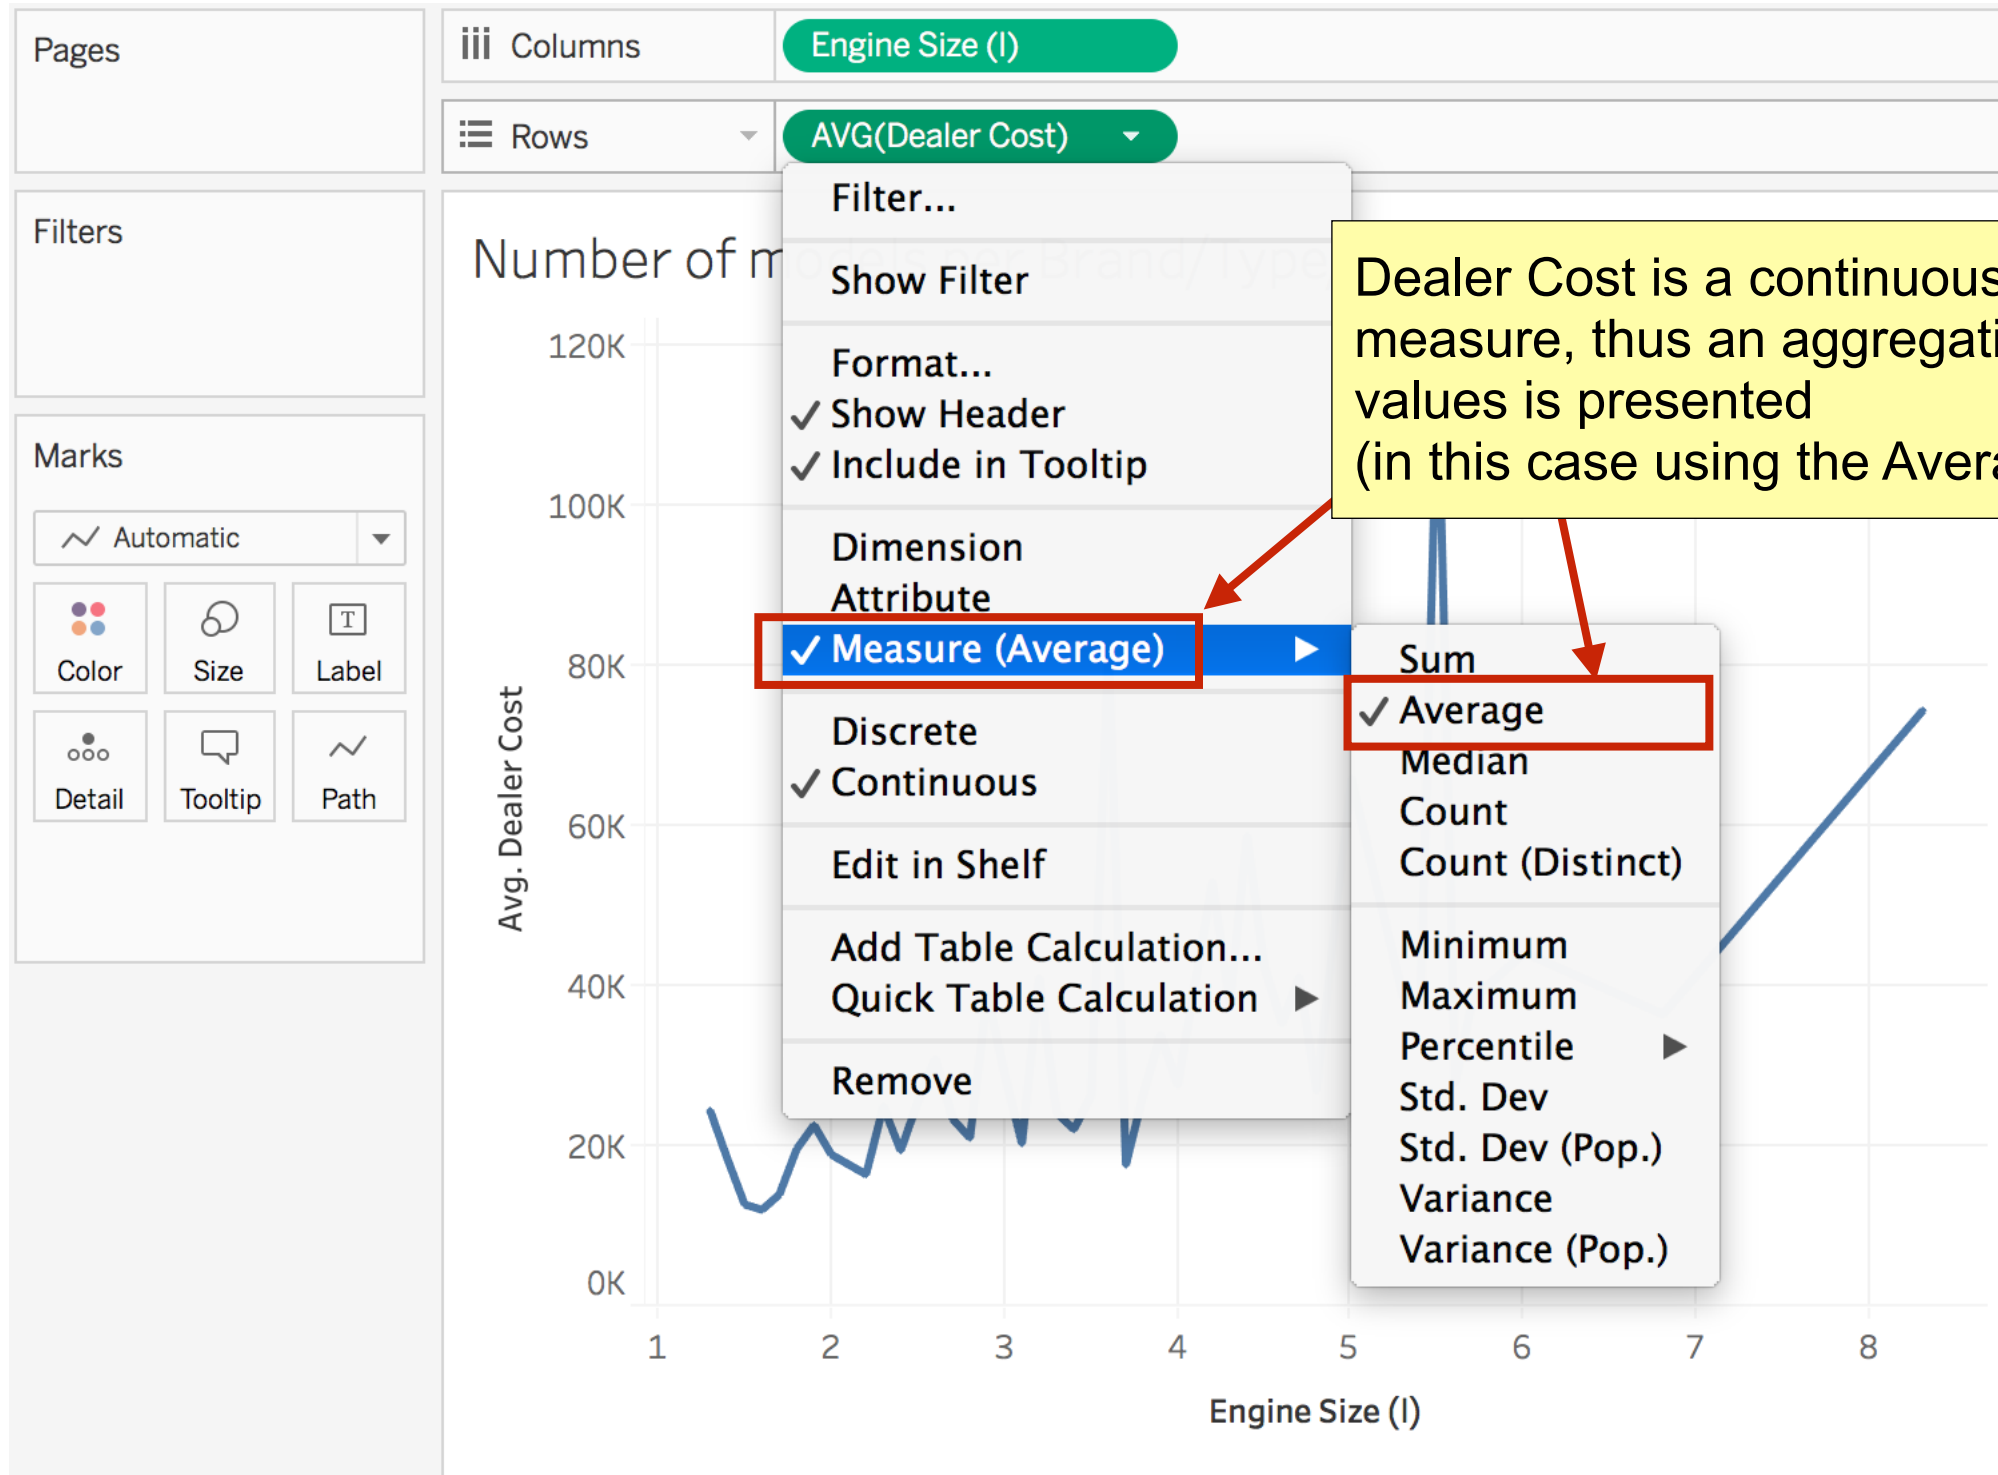 Pages
Columns
Engine Size (l)
Rows
AVG(Dealer Cost)
Filters
Number of models per Brand/Type
Filter...
Show Filter
Format...
Show Header
Include in Tooltip
Dimension
Attribute
Measure (Average)
Discrete
Continuous
Edit in Shelf
Add Table Calculation...
Quick Table Calculation
Remove
Dealer Cost is a continuous
measure, thus an
values is presented
(in this case using the
Sum
Average
Median
Count
Count (Distinct)
Minimum
Maximum
Percentile
Std. Dev
Std. Dev (Pop.)
Variance
Variance (Pop.)
Marks
Automatic
Color
Size
T
Label
Detail
Tooltip
Path
Avg. Dealer Cost
120K
100K
80K
60K
40K
20K
0K
1 2 3 4 5 6 7 8
Engine Size (l)